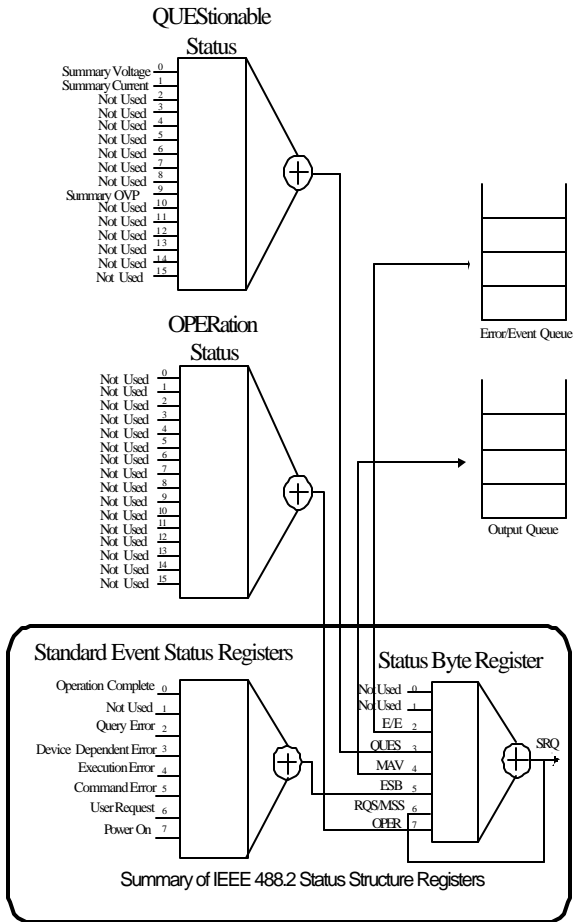 QUEStionable
Status
Summary Voltage 0
Summary Current 1
Not Used 2
Not Used 3
Not Used 4
Not Used 5
Not Used 6
Not Used 7
Not Used 8
Summary OVP 9
Not Used 10
Not Used 11
Not Used 12
Not Used 13
Not Used 14
Not Used 15
Error/Event Queue
OPERation
Status
Not Used 0
Not Used 1
Not Used 2
Not Used 3
Not Used 4
Not Used 5
Not Used 6
Not Used 7
Not Used 8
Not Used 9
Not Used 10
Not Used 11
Not Used 12
Not Used 13
Not Used 14
Not Used 15
Output Queue
Standard Event Status Registers
Operation Complete 0
Not Used 1
Query Error 2
Device Dependent Error 3
Execution Error 4
Command Error 5
User Request 6
Power On 7
Status Byte Register
Not Used 0
Not Used 1
E/E 2
QUES 3
MAV 4
ESB 5
RQS/MSS 6
OPER 7
SRQ
Summary of IEEE 488.2 Status Structure Registers